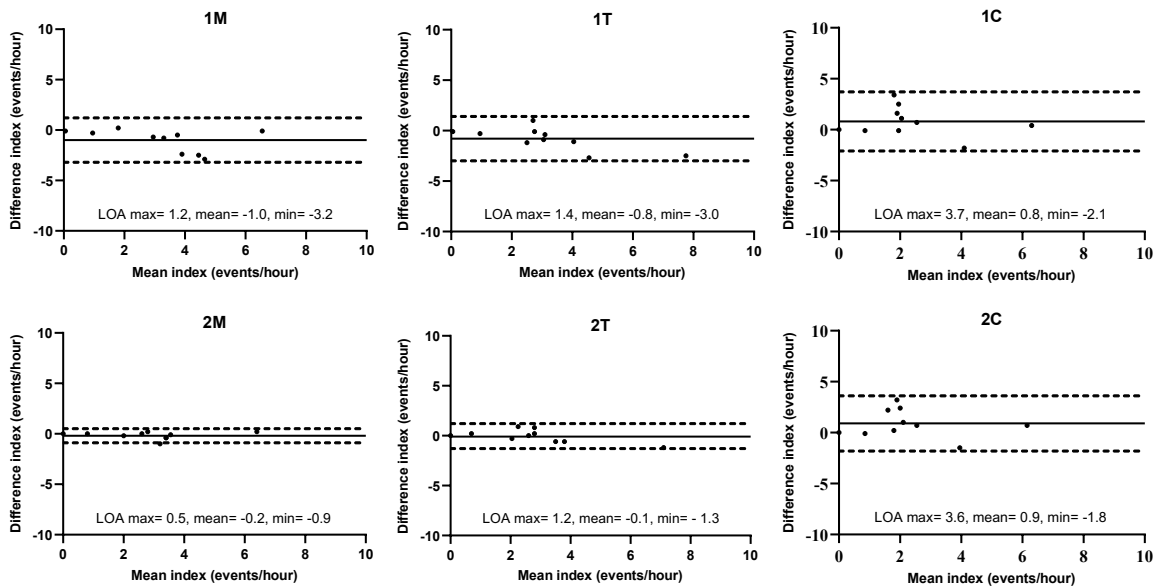 1M
Difference index (events/hour)
10
5
0
-5
-10
LOA max= 1.2, mean= -1.0, min= -3.2
0 2 4 6 8 10
Mean index (events/hour)
1T
Difference index (events/hour)
10
5
0
-5
-10
LOA max= 1.4, mean= -0.8, min= -3.0
0 2 4 6 8 10
Mean index (events/hour)
1C
Difference index (events/hour)
10
5
0
-5
-10
LOA max= 3.7, mean= 0.8, min= -2.1
0 2 4 6 8 10
Mean index (events/hour)
2M
Difference index (events/hour)
10
5
0
-5
-10
LOA max= 0.5, mean= -0.2, min= -0.9
0 2 4 6 8 10
Mean index (events/hour)
2T
Difference index (events/hour)
10
5
0
-5
-10
LOA max= 1.2, mean= -0.1, min= - 1.3
0 2 4 6 8 10
Mean index (events/hour)
2C
Difference index (events/hour)
10
5
0
-5
-10
LOA max= 3.6, mean= 0.9, min= -1.8
0 2 4 6 8 10
Mean index (events/hour)